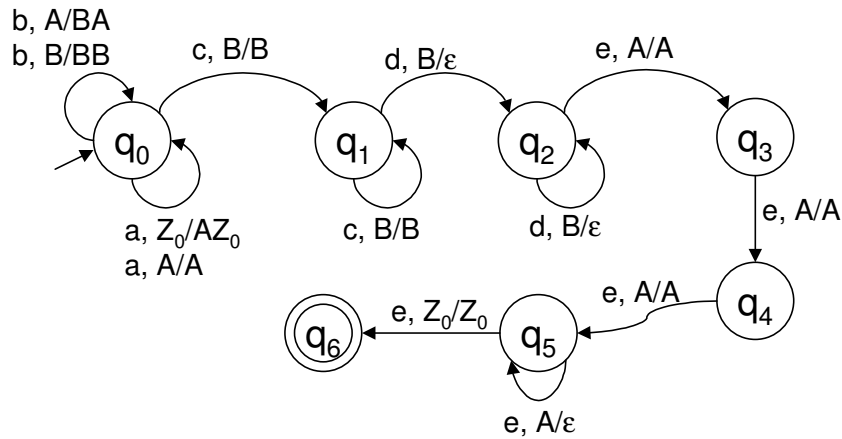 b, A/BA
b, B/BB
c, B/B
d, B/ε
e, A/A
q₀
q₁
q₂
q₃
a, Z₀/AZ₀
a, A/A
c, B/B
d, B/ε
e, A/A
e, A/A
q₄
e, Z₀/Z₀
q₅
q₆
e, A/ε